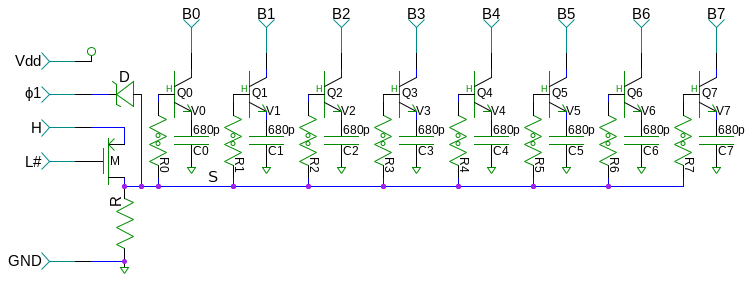 B0 B1 B2 B3 B4 B5 B6 B7
Vdd
D
H Q0 H Q1 H Q2 H Q3 H Q4 H Q5 H Q6 H Q7
ϕ1
V0 V1 V2 V3 V4 V5 V6 V7
H
680p 680p 680p 680p 680p 680p 680p 680p
M
L#
R0 C0 R1 C1 R2 C2 R3 C3 R4 C4 R5 C5 R6 C6 R7 C7
S
R
GND